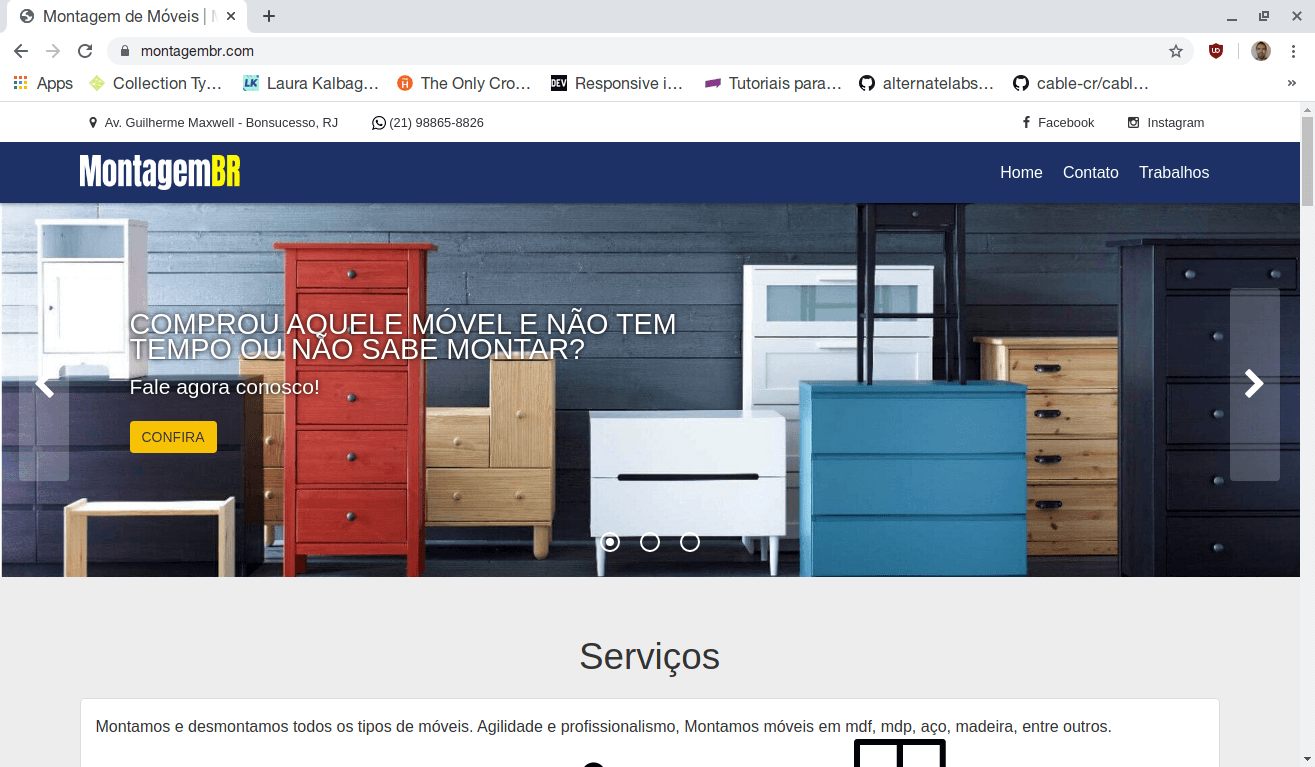 Montagem de Móveis |
montagembr.com
Apps
Collection Ty…
LK
Laura Kalbag…
The Only Cro…
DEV
Responsive i…
Tutoriais para…
alternatelabs…
cable-cr/cabl…
»
Av. Guilherme Maxwell - Bonsucesso, RJ
(21) 98865-8826
Facebook
Instagram
MontagemBR
Home
Contato
Trabalhos
COMPROU AQUELE MÓVEL E NÃO TEM
TEMPO OU NÃO SABE MONTAR?
Fale agora conosco!
CONFIRA
Serviços
Montamos e desmontamos todos os tipos de móveis. Agilidade e profissionalismo, Montamos móveis em mdf, mdp, aço, madeira, entre outros.